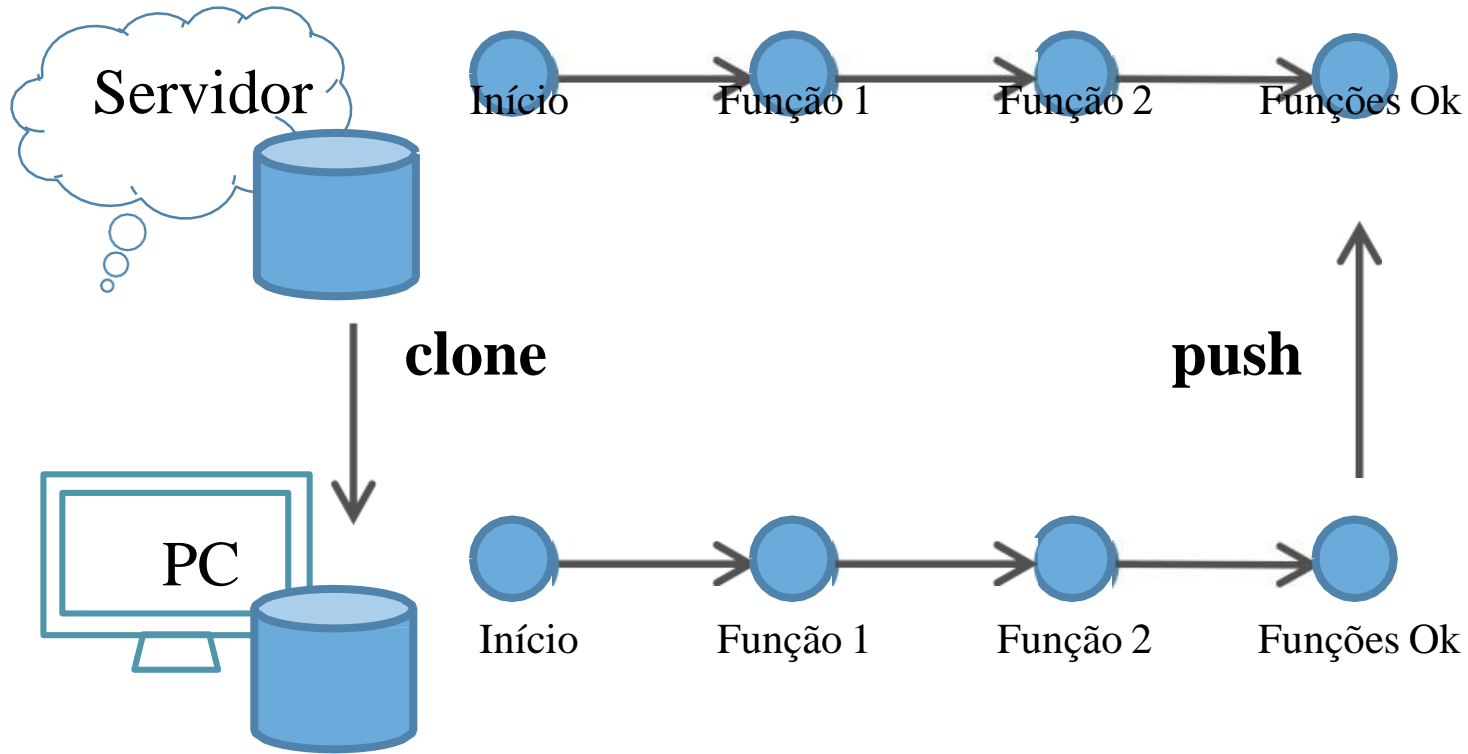 Servidor
Início
Função 1
Função 2
Funções Ok
clone
push
PC
Início
Função 1
Função 2
Funções Ok